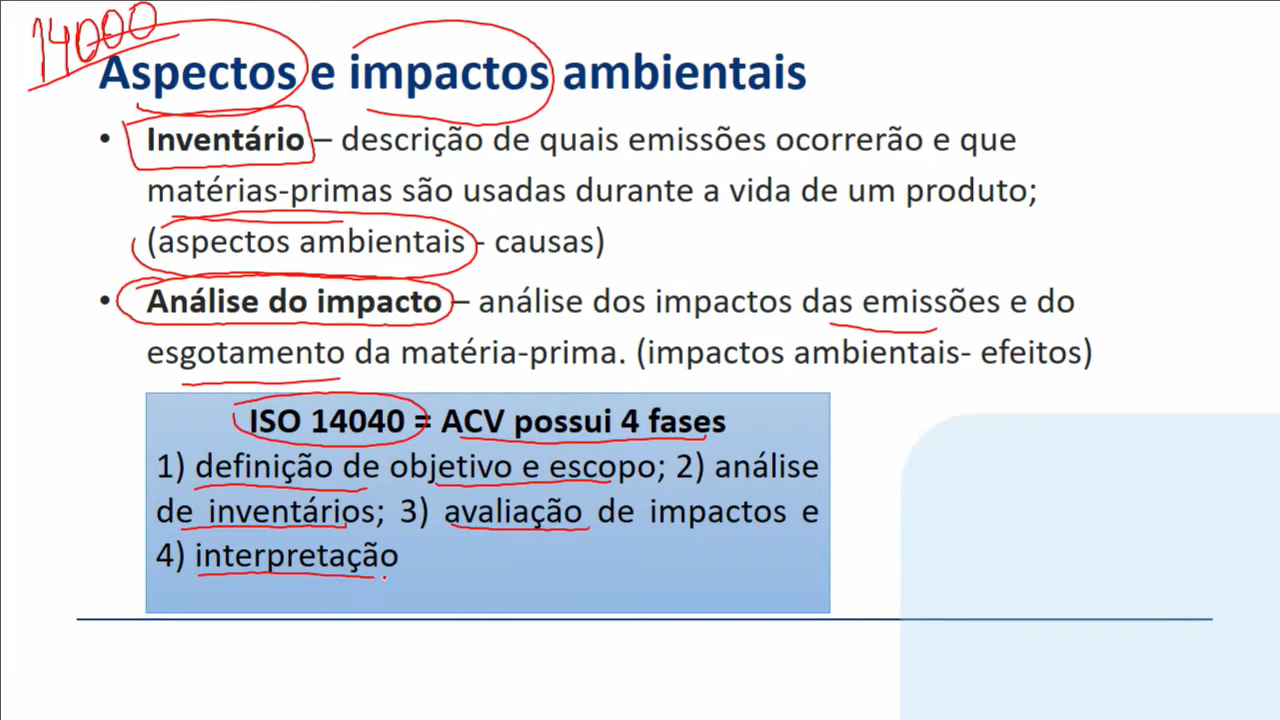 14000
Aspectos e impactos ambientais
• Inventário – descrição de quais emissões ocorrerão e que
matérias-primas são usadas durante a vida de um produto;
(aspectos ambientais - causas)
• Análise do impacto – análise dos impactos das emissões e do
esgotamento da matéria-prima. (impactos ambientais- efeitos)
ISO 14040 = ACV possui 4 fases
1) definição de objetivo e escopo; 2) análise
de inventários; 3) avaliação de impactos e
4) interpretação